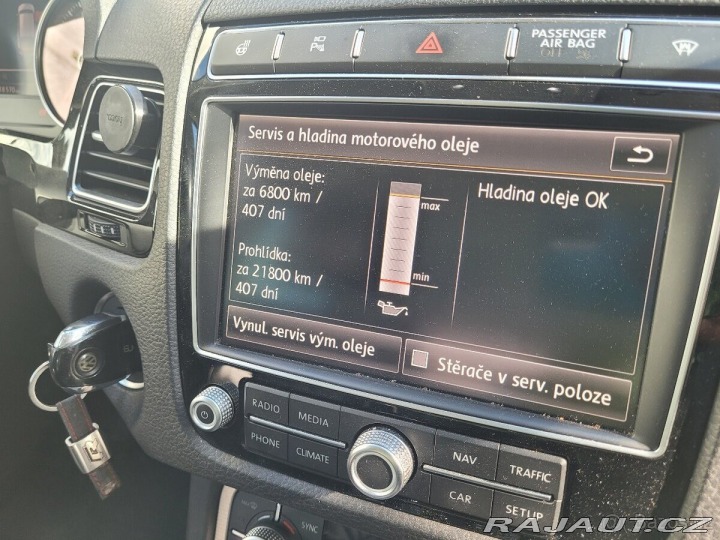 PASSENGER
AIR BAG
OFF
Servis a hladina motorového oleje
Výměna oleje:
za 6800 km /
407 dní
Prohlídka:
za 21800 km /
407 dní
max
min
Hladina oleje OK
Vynul. servis vým. oleje
Stěrače v serv. poloze
RADIO
MEDIA
PHONE
CLIMATE
NAV
TRAFFIC
CAR
SETUP
SYNC
RAJAUT.CZ